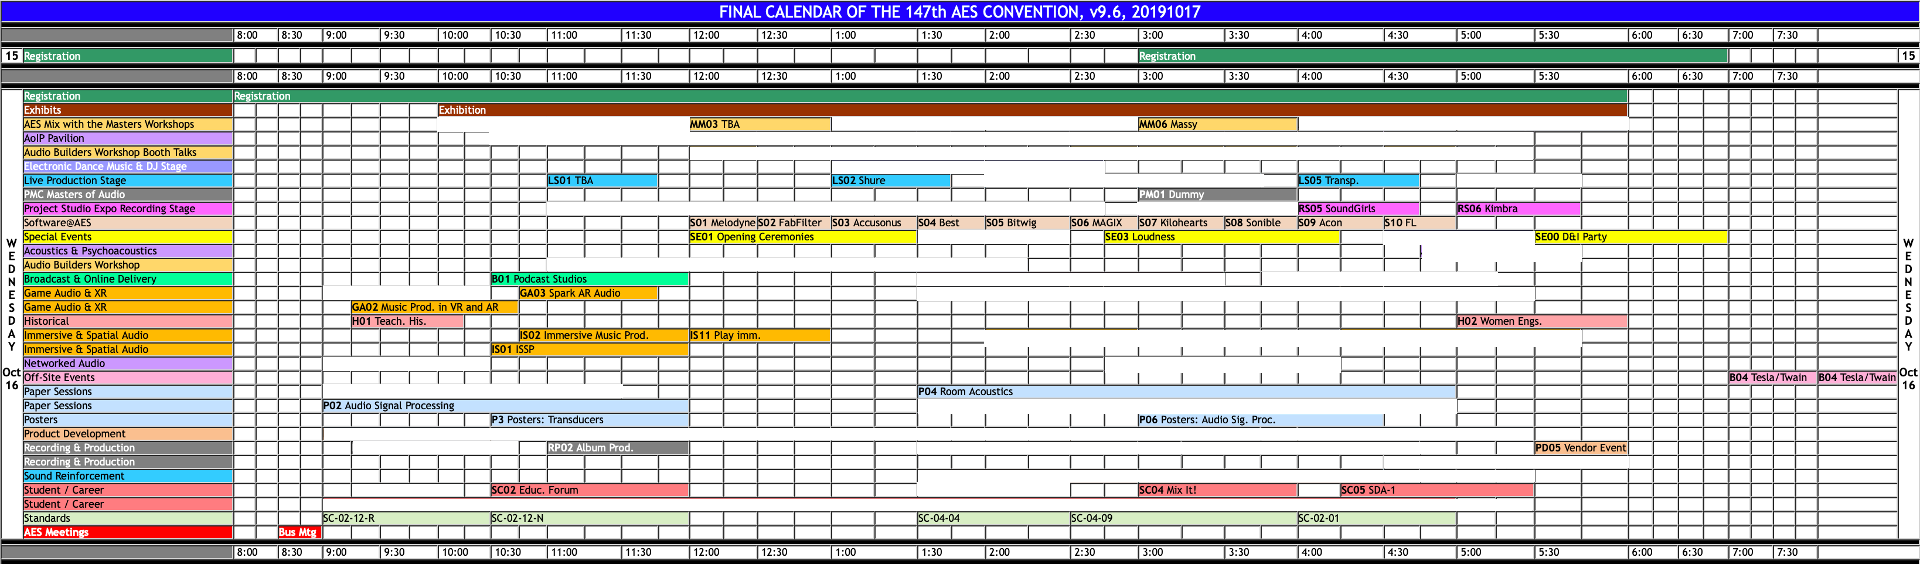 FINAL CALENDAR OF THE 147th AES CONVENTION, v9.6, 20191017
8:00 8:30 9:00 9:30 10:00 10:30 11:00 11:30 12:00 12:30 1:00 1:30 2:00 2:30 3:00 3:30 4:00 4:30 5:00 5:30 6:00 6:30 7:00 7:30
15 Registration Registration 15
8:00 8:30 9:00 9:30 10:00 10:30 11:00 11:30 12:00 12:30 1:00 1:30 2:00 2:30 3:00 3:30 4:00 4:30 5:00 5:30 6:00 6:30 7:00 7:30
Registration Registration
Exhibits Exhibition
AES Mix with the Masters Workshops MM03 TBA MM06 Massy
AoIP Pavilion
Audio Builders Workshop Booth Talks
Electronic Dance Music & DJ Stage
Live Production Stage LS01 TBA LS02 Shure LS05 Transp.
PMC Masters of Audio PM01 Dummy
Project Studio Expo Recording Stage RS05 SoundGirls RS06 Kimbra
Software@AES S01 Melodyne S02 FabFilter S03 Accusonus S04 Best S05 Bitwig S06 MAGIX S07 Kilohearts S08 Sonible S09 Acon S10 FL
Special Events SE01 Opening Ceremonies SE03 Loudness SE00 D&I Party
Acoustics & Psychoacoustics
Audio Builders Workshop
Broadcast & Online Delivery B01 Podcast Studios
Game Audio & XR GA03 Spark AR Audio
Game Audio & XR GA02 Music Prod. in VR and AR
Historical H01 Teach. His. H02 Women Engs.
Immersive & Spatial Audio IS02 Immersive Music Prod. IS11 Play imm.
Immersive & Spatial Audio IS01 ISSP
Networked Audio
Off-Site Events B04 Tesla/Twain B04 Tesla/Twain
Paper Sessions P04 Room Acoustics
Paper Sessions P02 Audio Signal Processing
Posters P3 Posters: Transducers P06 Posters: Audio Sig. Proc.
Product Development
Recording & Production RP02 Album Prod. PD05 Vendor Event
Recording & Production
Sound Reinforcement
Student / Career SC02 Educ. Forum SC04 Mix It! SC05 SDA-1
Student / Career
Standards SC-02-12-R SC-02-12-N SC-04-04 SC-04-09 SC-02-01
AES Meetings Bus Mtg
WEDNESDAY
Oct
16
WEDNESDAY
Oct
16
8:00 8:30 9:00 9:30 10:00 10:30 11:00 11:30 12:00 12:30 1:00 1:30 2:00 2:30 3:00 3:30 4:00 4:30 5:00 5:30 6:00 6:30 7:00 7:30